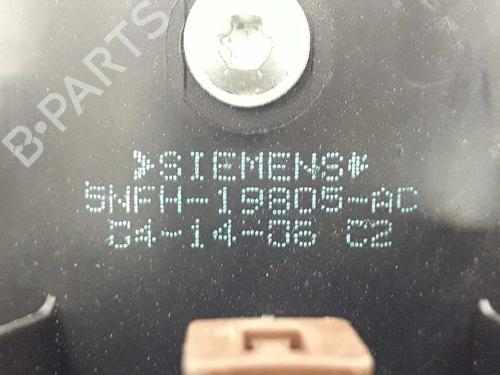 B-PARTS
>SIEMENS<
5NFH-19805-AC
04-14-06 C2